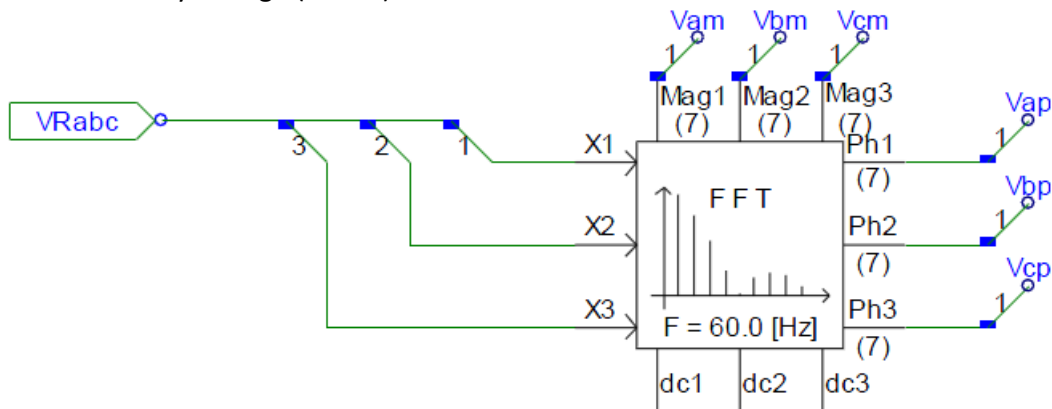 Vam Vbm Vcm
1 1 1
Mag1 Mag2 Mag3
(7) (7) (7)
VRabc
3 2 1
X1 Ph1 1 Vap
(7)
F F T
X2 Ph2 1 Vbp
(7)
X3 F = 60.0 [Hz] Ph3 1 Vcp
(7)
dc1 dc2 dc3